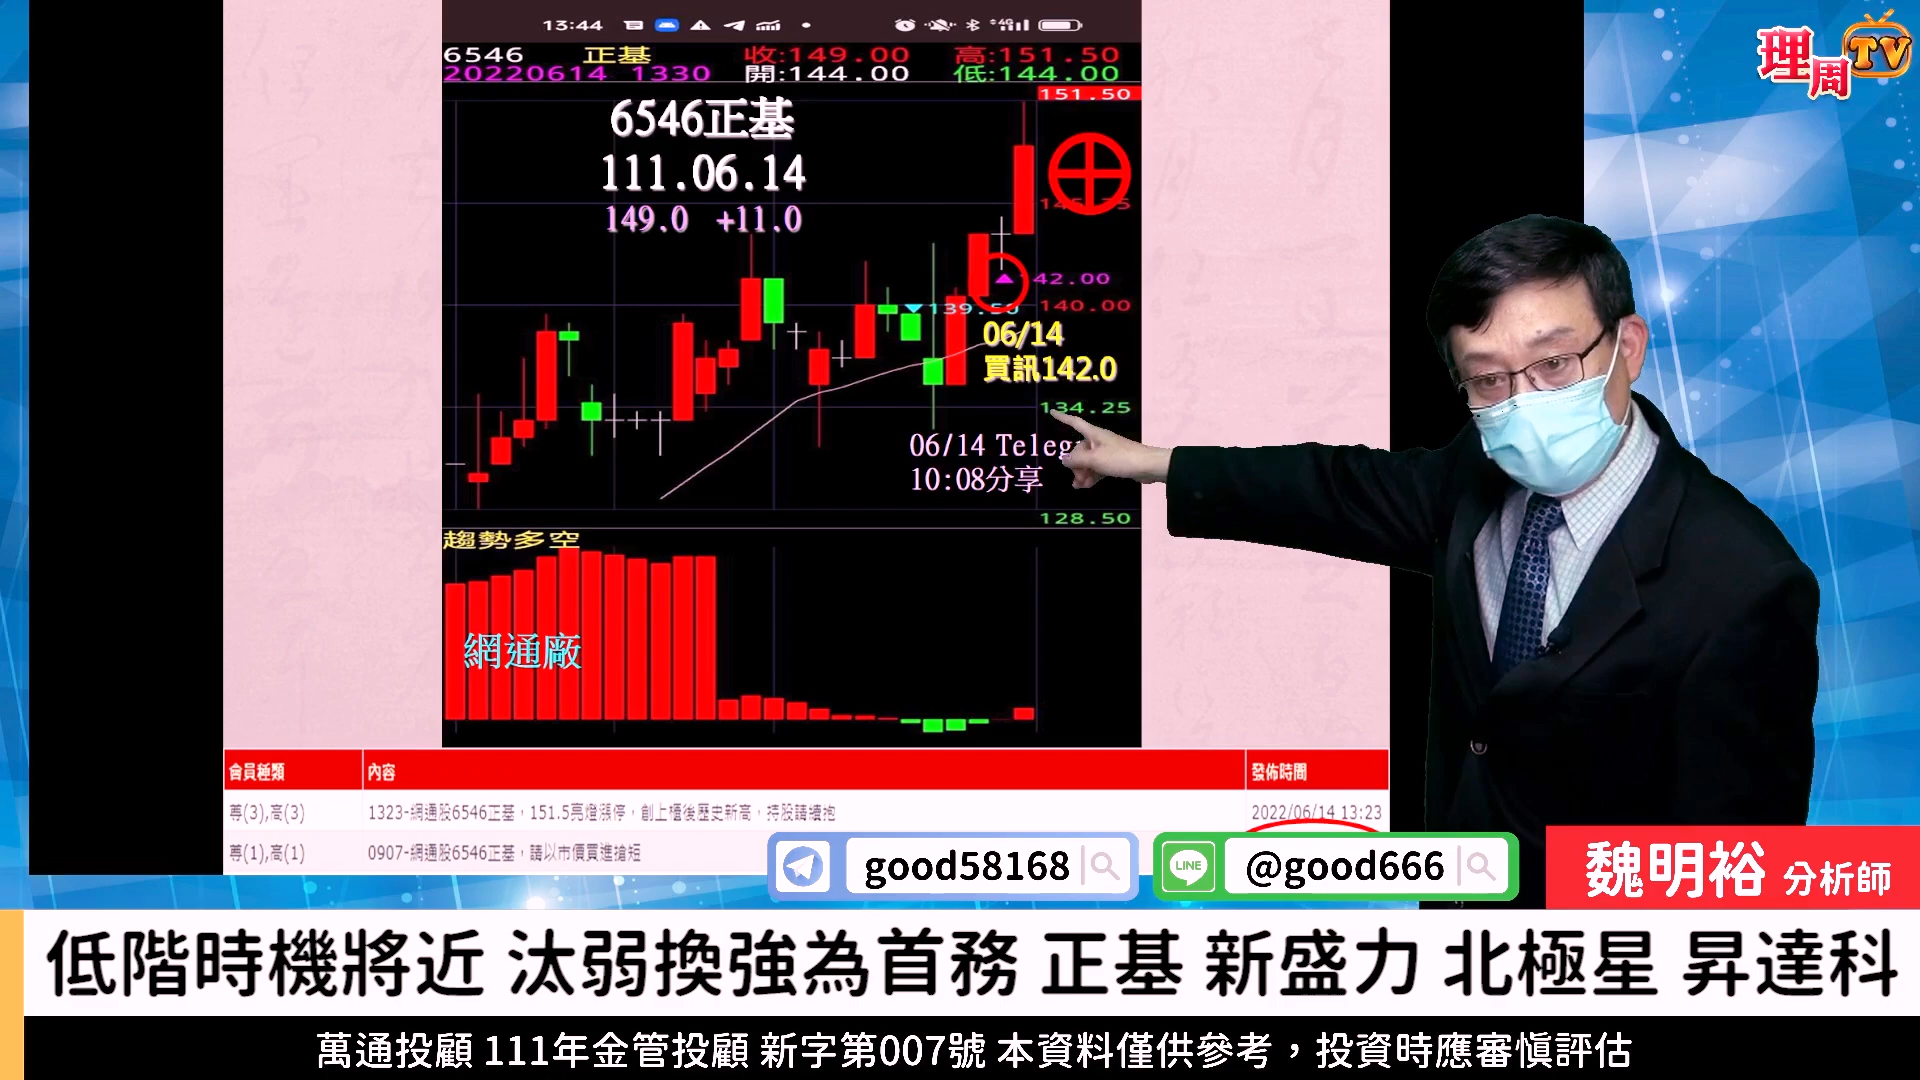 13:44
4G
理周TV
6546 正基 收:149.00 高:151.50
20220614 1330 開:144.00 低:144.00
151.50
6546正基
111.06.14
149.0 +11.0
142.00
139.50
140.00
06/14
買訊142.0
134.25
06/14 Teleg
10:08分享
128.50
趨勢多空
網通廠
會員種類 內容 發佈時間
尊(3),高(3) 1323-網通股6546正基，151.5亮燈漲停，創上櫃後歷史新高，持股請續抱 2022/06/14 13:23
尊(1),高(1) 0907-網通股6546正基，請以市價買進搶短
good58168
LINE @good666
魏明裕 分析師
低階時機將近 汰弱換強為首務 正基 新盛力 北極星 昇達科
萬通投顧 111年金管投顧 新字第007號 本資料僅供參考，投資時應審慎評估